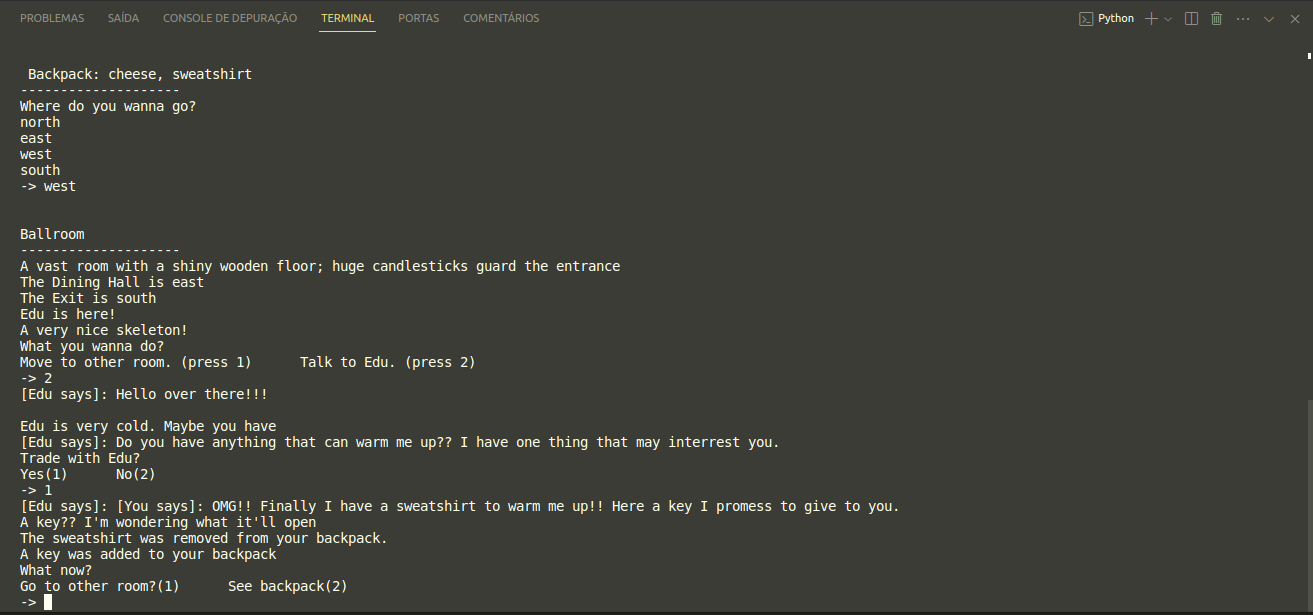 PROBLEMAS SAÍDA CONSOLE DE DEPURAÇÃO TERMINAL PORTAS COMENTÁRIOS Python
Backpack: cheese, sweatshirt
--------------------
Where do you wanna go?
north
east
west
south
-> west
Ballroom
--------------------
A vast room with a shiny wooden floor; huge candlesticks guard the entrance
The Dining Hall is east
The Exit is south
Edu is here!
A very nice skeleton!
What you wanna do?
Move to other room. (press 1)      Talk to Edu. (press 2)
-> 2
[Edu says]: Hello over there!!!
Edu is very cold. Maybe you have
[Edu says]: Do you have anything that can warm me up?? I have one thing that may interrest you.
Trade with Edu?
Yes(1)      No(2)
-> 1
[Edu says]: [You says]: OMG!! Finally I have a sweatshirt to warm me up!! Here a key I promess to give to you.
A key?? I'm wondering what it'll open
The sweatshirt was removed from your backpack.
A key was added to your backpack
What now?
Go to other room?(1)      See backpack(2)
->